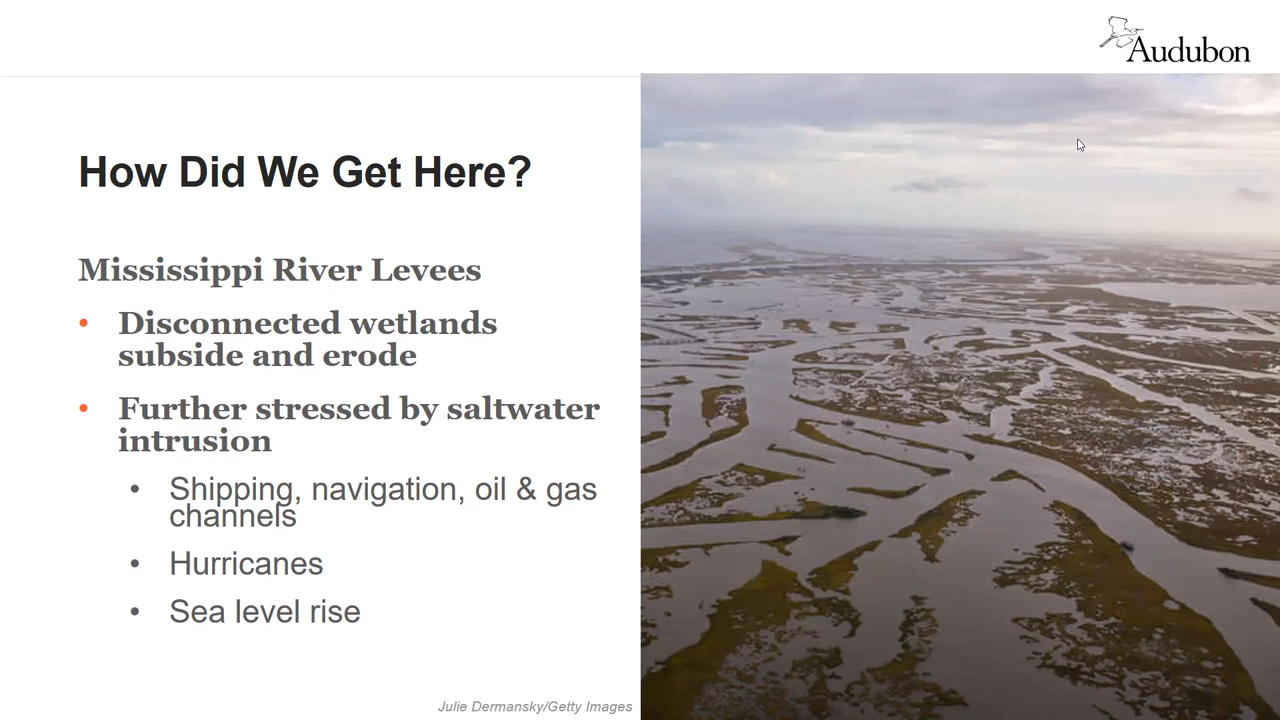 Audubon
How Did We Get Here?
Mississippi River Levees
• Disconnected wetlands
subside and erode
• Further stressed by saltwater
intrusion
• Shipping, navigation, oil & gas
channels
• Hurricanes
• Sea level rise
Julie Dermansky/Getty Images